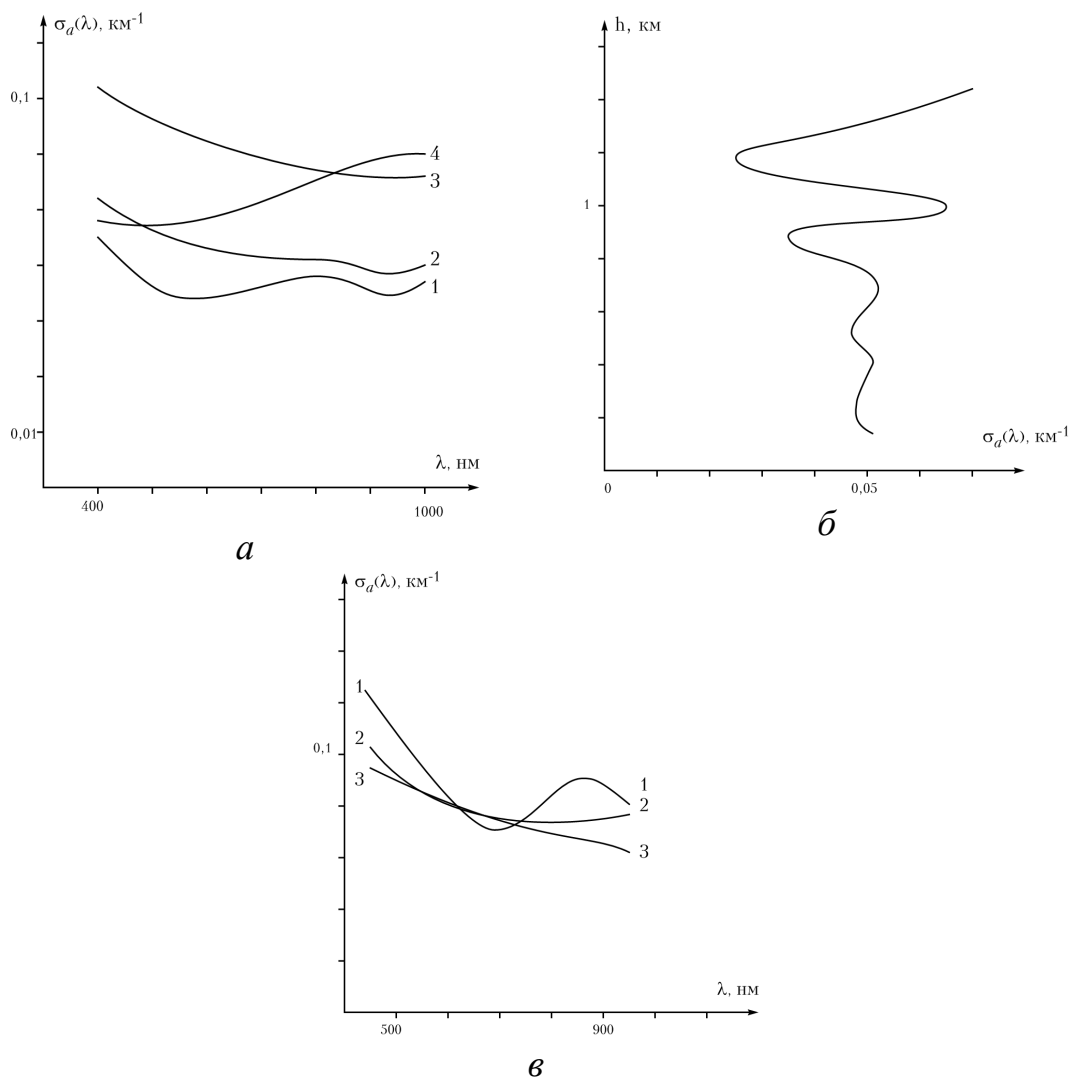 σₐ(λ), км⁻¹
0,1
4
3
2
1
0,01
λ, нм
400
1000
а
h, км
1
σₐ(λ), км⁻¹
0
0,05
б
σₐ(λ), км⁻¹
1
2
0,1
3
1
2
3
λ, нм
500
900
в